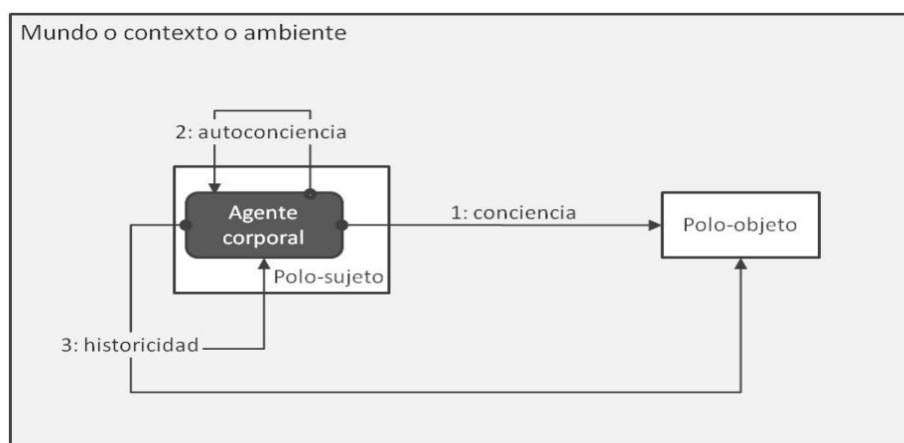 Mundo o contexto o ambiente
2: autoconciencia
Agente
corporal
1: conciencia
Polo-objeto
Polo-sujeto
3: historicidad